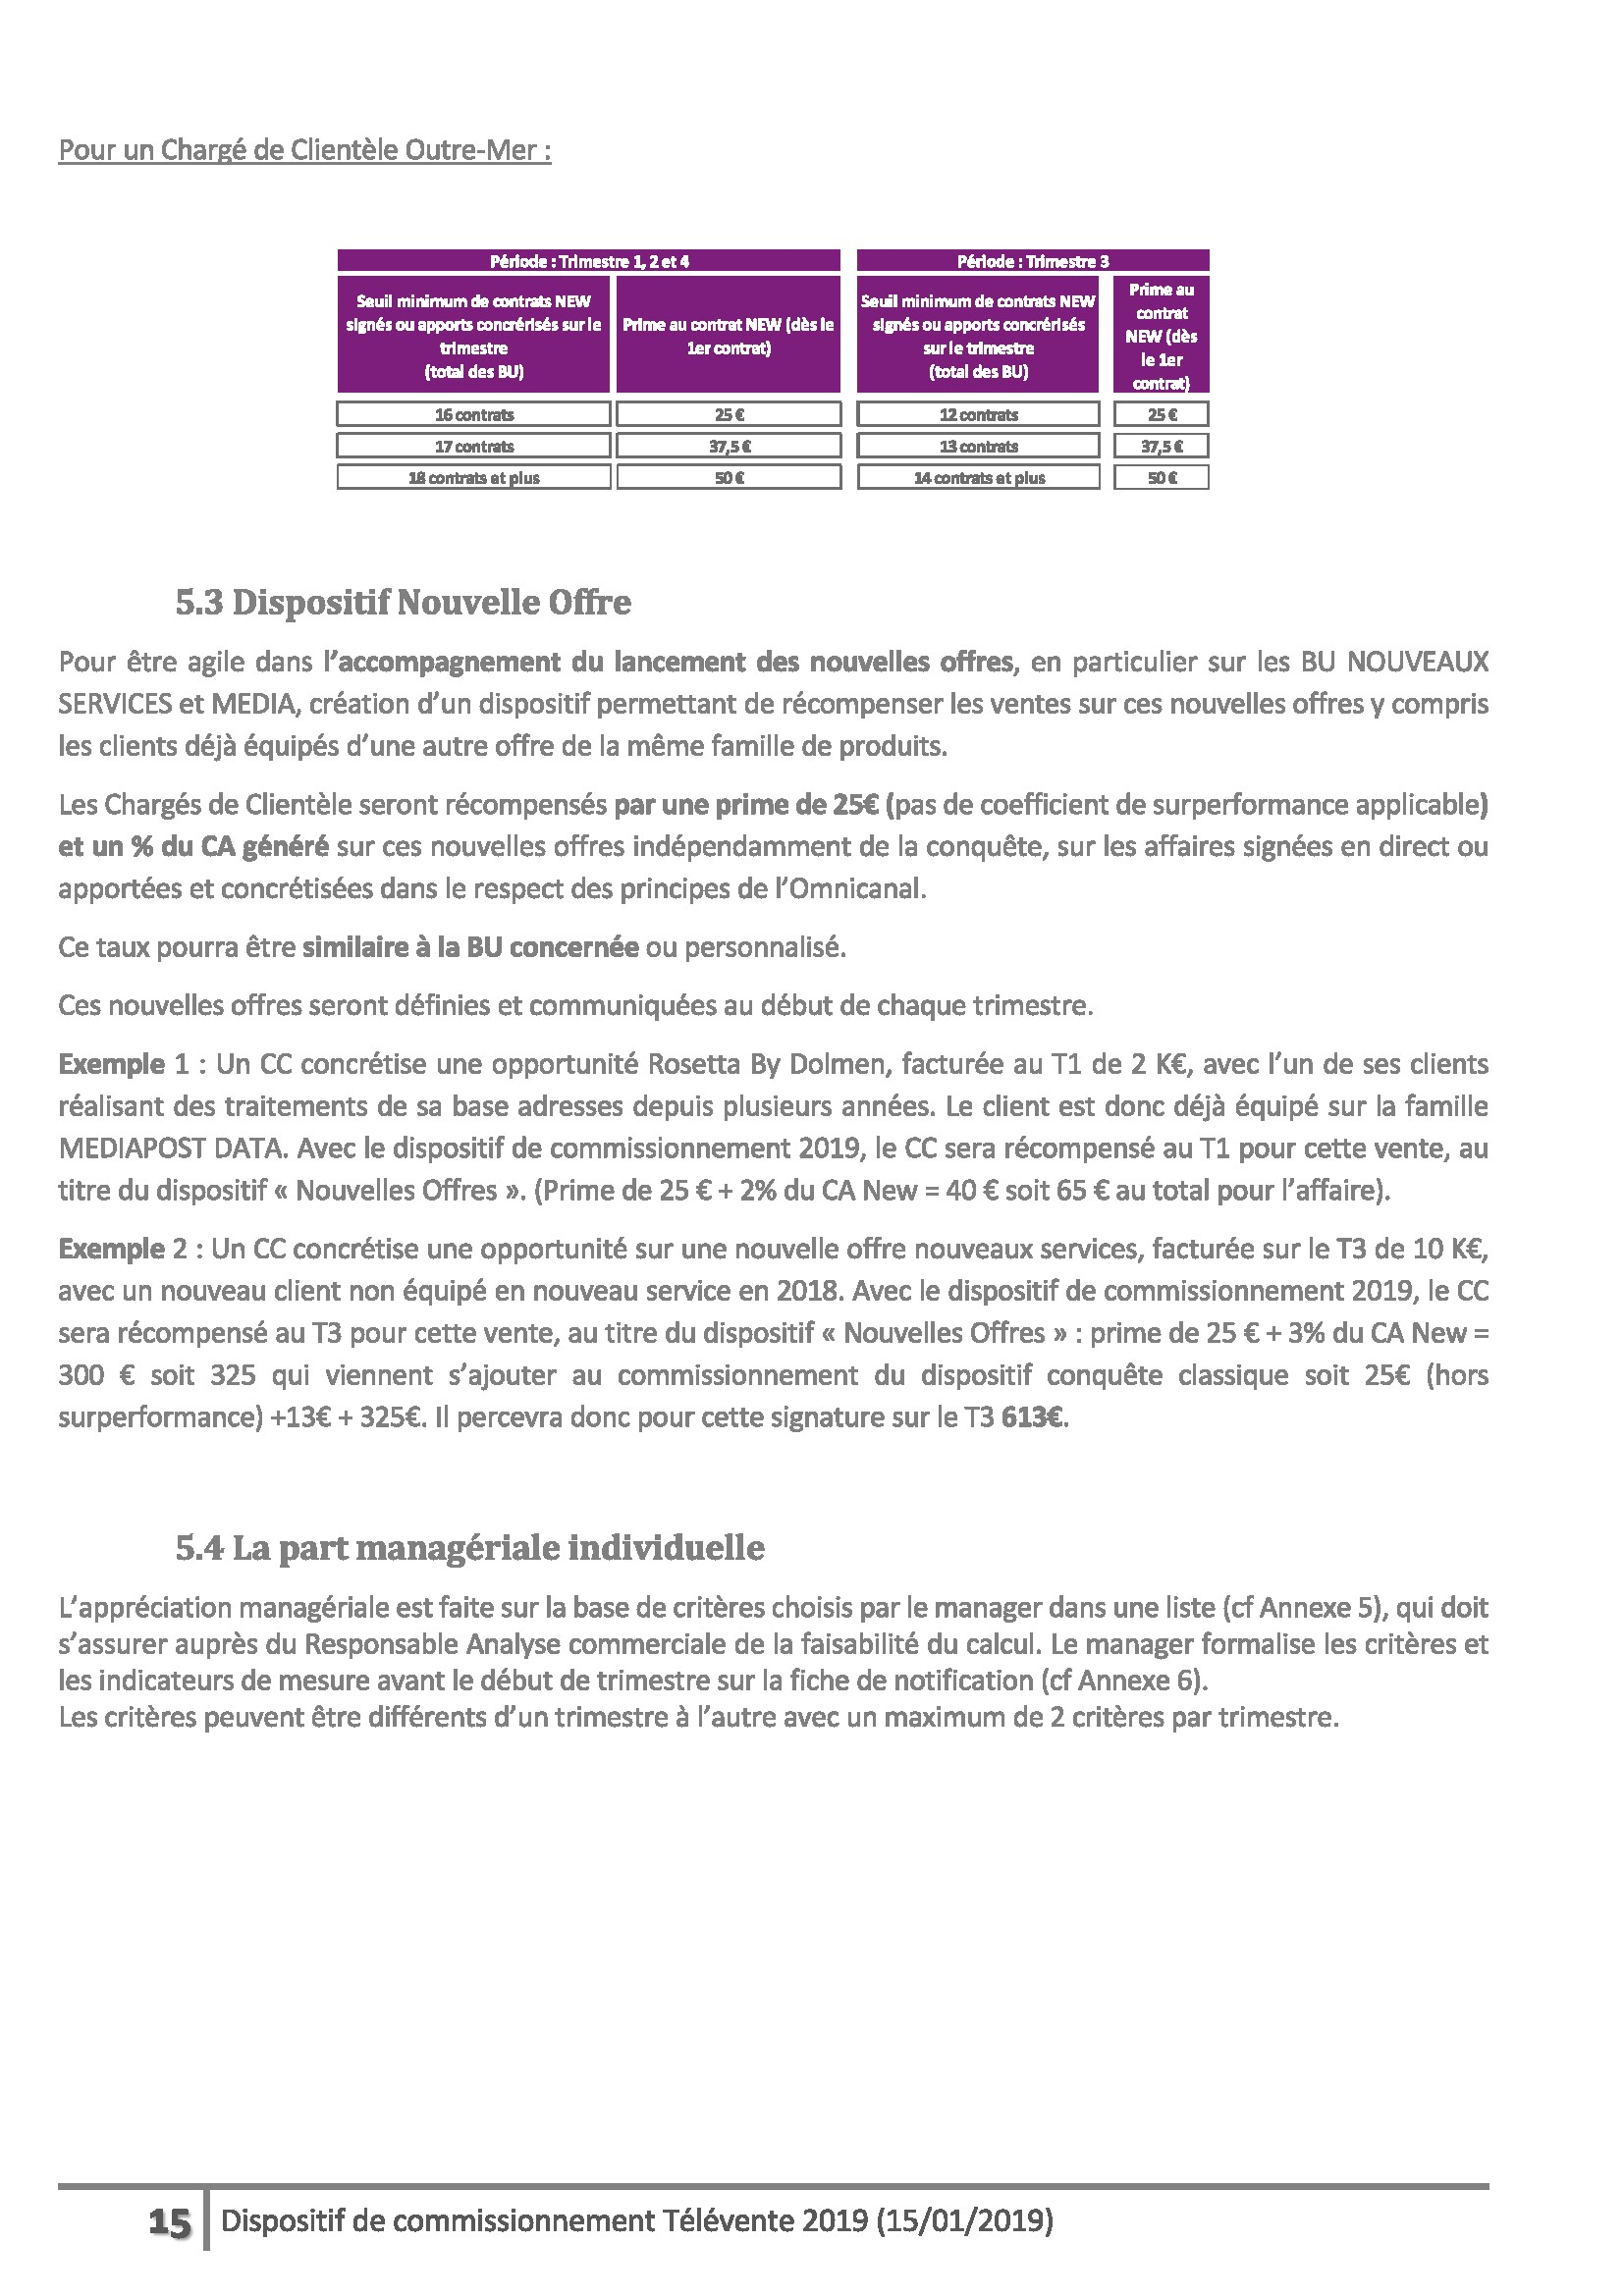 Pour un Chargé de Clientèle Outre-Mer :
Période : Trimestre 1, 2 et 4
Période : Trimestre 3
Seuil minimum de contrats NEW
signés ou apports concrérisés sur le
trimestre
(total des BU)
Prime au contrat NEW (dès le
1er contrat)
Seuil minimum de contrats NEW
signés ou apports concrérisés
sur le trimestre
(total des BU)
Prime au
contrat
NEW (dès
le 1er
contrat)
16 contrats 25 € 12 contrats 25 €
17 contrats 37,5 € 13 contrats 37,5 €
18 contrats et plus 50 € 14 contrats et plus 50 €
5.3 Dispositif Nouvelle Offre
Pour être agile dans l’accompagnement du lancement des nouvelles offres, en particulier sur les BU NOUVEAUX
SERVICES et MEDIA, création d’un dispositif permettant de récompenser les ventes sur ces nouvelles offres y compris
les clients déjà équipés d’une autre offre de la même famille de produits.
Les Chargés de Clientèle seront récompensés par une prime de 25€ (pas de coefficient de surperformance applicable)
et un % du CA généré sur ces nouvelles offres indépendamment de la conquête, sur les affaires signées en direct ou
apportées et concrétisées dans le respect des principes de l’Omnicanal.
Ce taux pourra être similaire à la BU concernée ou personnalisé.
Ces nouvelles offres seront définies et communiquées au début de chaque trimestre.
Exemple 1 : Un CC concrétise une opportunité Rosetta By Dolmen, facturée au T1 de 2 K€, avec l’un de ses clients
réalisant des traitements de sa base adresses depuis plusieurs années. Le client est donc déjà équipé sur la famille
MEDIAPOST DATA. Avec le dispositif de commissionnement 2019, le CC sera récompensé au T1 pour cette vente, au
titre du dispositif « Nouvelles Offres ». (Prime de 25 € + 2% du CA New = 40 € soit 65 € au total pour l’affaire).
Exemple 2 : Un CC concrétise une opportunité sur une nouvelle offre nouveaux services, facturée sur le T3 de 10 K€,
avec un nouveau client non équipé en nouveau service en 2018. Avec le dispositif de commissionnement 2019, le CC
sera récompensé au T3 pour cette vente, au titre du dispositif « Nouvelles Offres » : prime de 25 € + 3% du CA New =
300 € soit 325 qui viennent s’ajouter au commissionnement du dispositif conquête classique soit 25€ (hors
surperformance) +13€ + 325€. Il percevra donc pour cette signature sur le T3 613€.
5.4 La part managériale individuelle
L’appréciation managériale est faite sur la base de critères choisis par le manager dans une liste (cf Annexe 5), qui doit
s’assurer auprès du Responsable Analyse commerciale de la faisabilité du calcul. Le manager formalise les critères et
les indicateurs de mesure avant le début de trimestre sur la fiche de notification (cf Annexe 6).
Les critères peuvent être différents d’un trimestre à l’autre avec un maximum de 2 critères par trimestre.
15 Dispositif de commissionnement Télévente 2019 (15/01/2019)